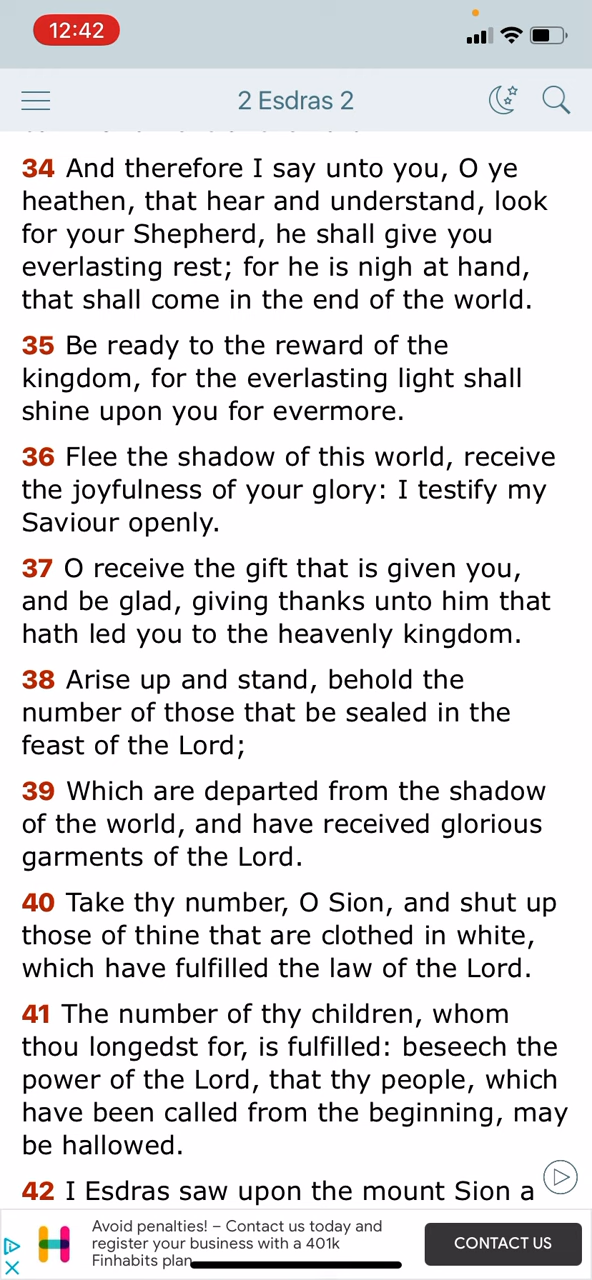 12:42
2 Esdras 2
34 And therefore I say unto you, O ye
heathen, that hear and understand, look
for your Shepherd, he shall give you
everlasting rest; for he is nigh at hand,
that shall come in the end of the world.
35 Be ready to the reward of the
kingdom, for the everlasting light shall
shine upon you for evermore.
36 Flee the shadow of this world, receive
the joyfulness of your glory: I testify my
Saviour openly.
37 O receive the gift that is given you,
and be glad, giving thanks unto him that
hath led you to the heavenly kingdom.
38 Arise up and stand, behold the
number of those that be sealed in the
feast of the Lord;
39 Which are departed from the shadow
of the world, and have received glorious
garments of the Lord.
40 Take thy number, O Sion, and shut up
those of thine that are clothed in white,
which have fulfilled the law of the Lord.
41 The number of thy children, whom
thou longedst for, is fulfilled: beseech the
power of the Lord, that thy people, which
have been called from the beginning, may
be hallowed.
42 I Esdras saw upon the mount Sion a
Avoid penalties! – Contact us today and
register your business with a 401k
Finhabits plan
CONTACT US